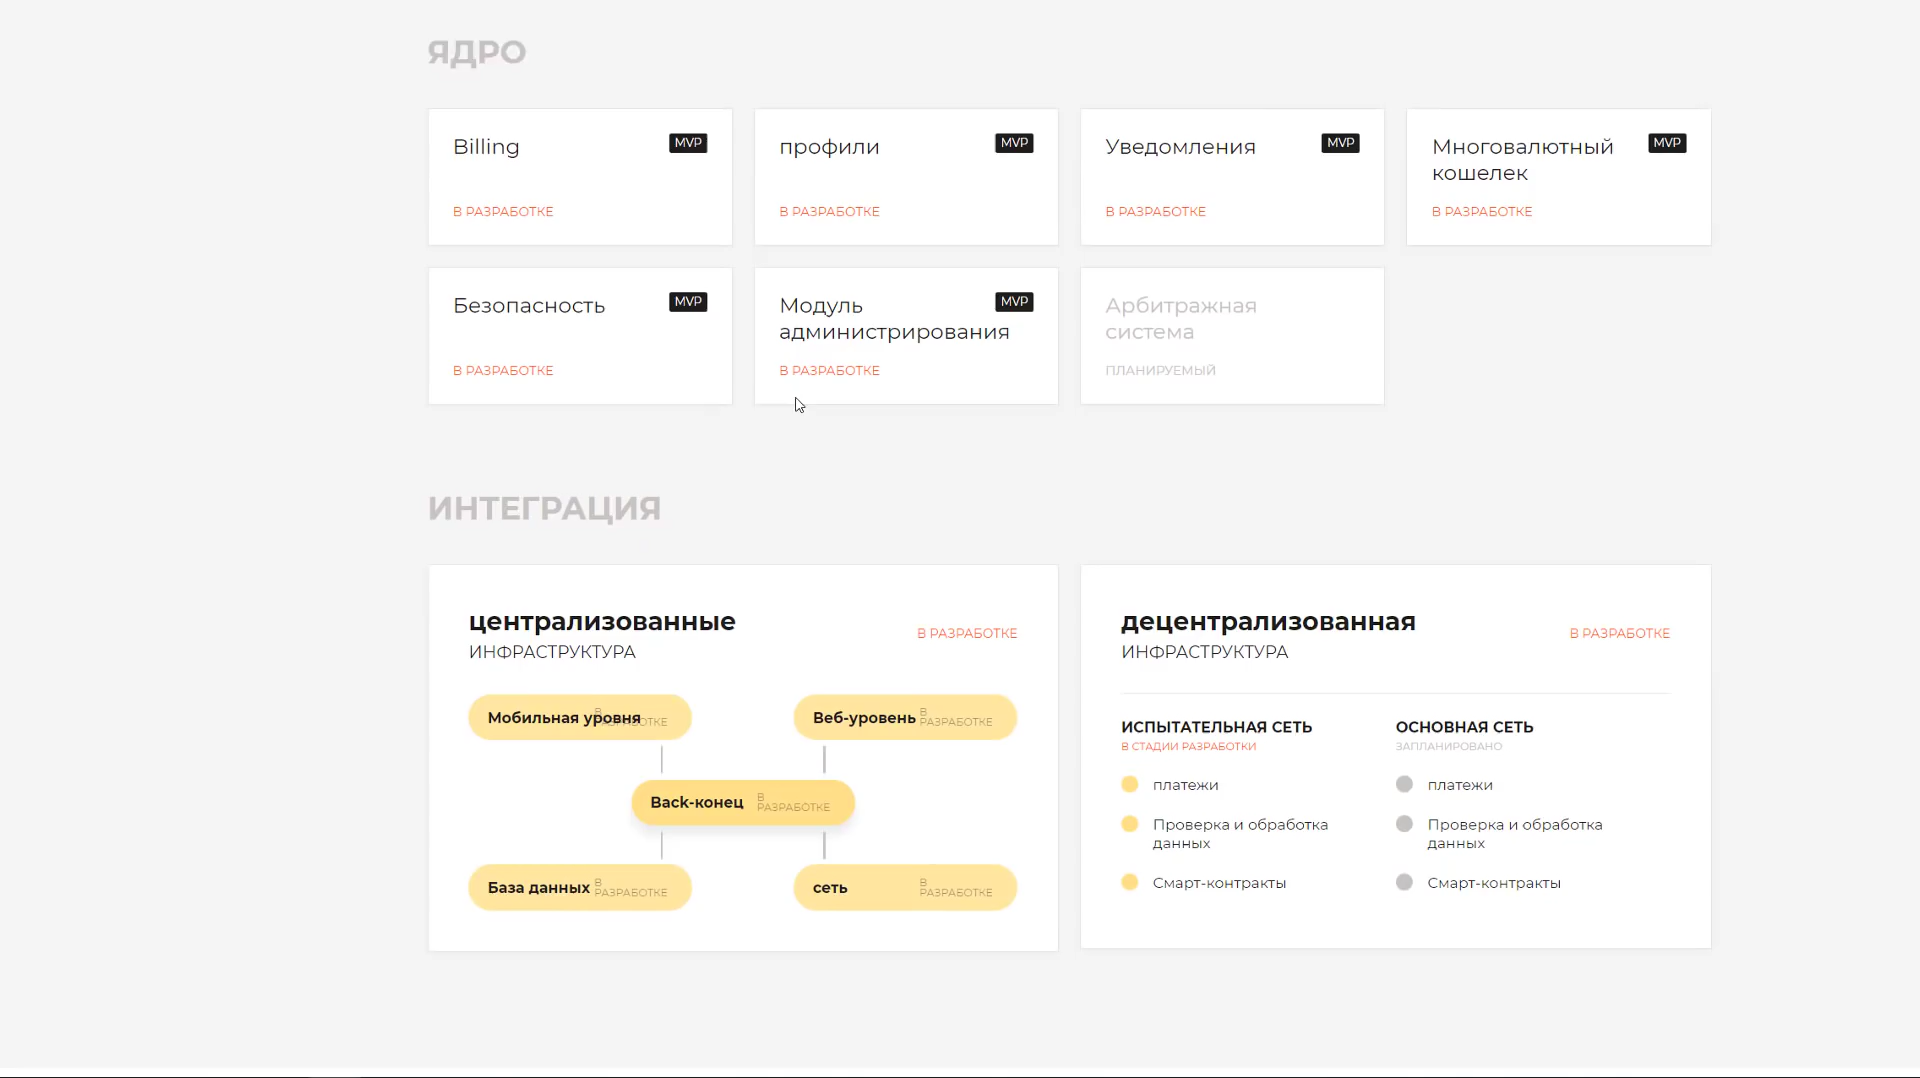 ЯДРО
Billing
MVP
В РАЗРАБОТКЕ
профили
MVP
В РАЗРАБОТКЕ
Уведомления
MVP
В РАЗРАБОТКЕ
Многовалютный
кошелек
MVP
В РАЗРАБОТКЕ
Безопасность
MVP
В РАЗРАБОТКЕ
Модуль
администрирования
MVP
В РАЗРАБОТКЕ
Арбитражная
система
ПЛАНИРУЕМЫЙ
ИНТЕГРАЦИЯ
централизованные
ИНФРАСТРУКТУРА
В РАЗРАБОТКЕ
Мобильная уровня
В
РАЗРАБОТКЕ
Веб-уровень
В
РАЗРАБОТКЕ
Back-конец
В
РАЗРАБОТКЕ
База данных
В
РАЗРАБОТКЕ
сеть
В
РАЗРАБОТКЕ
децентрализованная
ИНФРАСТРУКТУРА
В РАЗРАБОТКЕ
ИСПЫТАТЕЛЬНАЯ СЕТЬ
В СТАДИИ РАЗРАБОТКИ
платежи
Проверка и обработка
данных
Смарт-контракты
ОСНОВНАЯ СЕТЬ
ЗАПЛАНИРОВАНО
платежи
Проверка и обработка
данных
Смарт-контракты